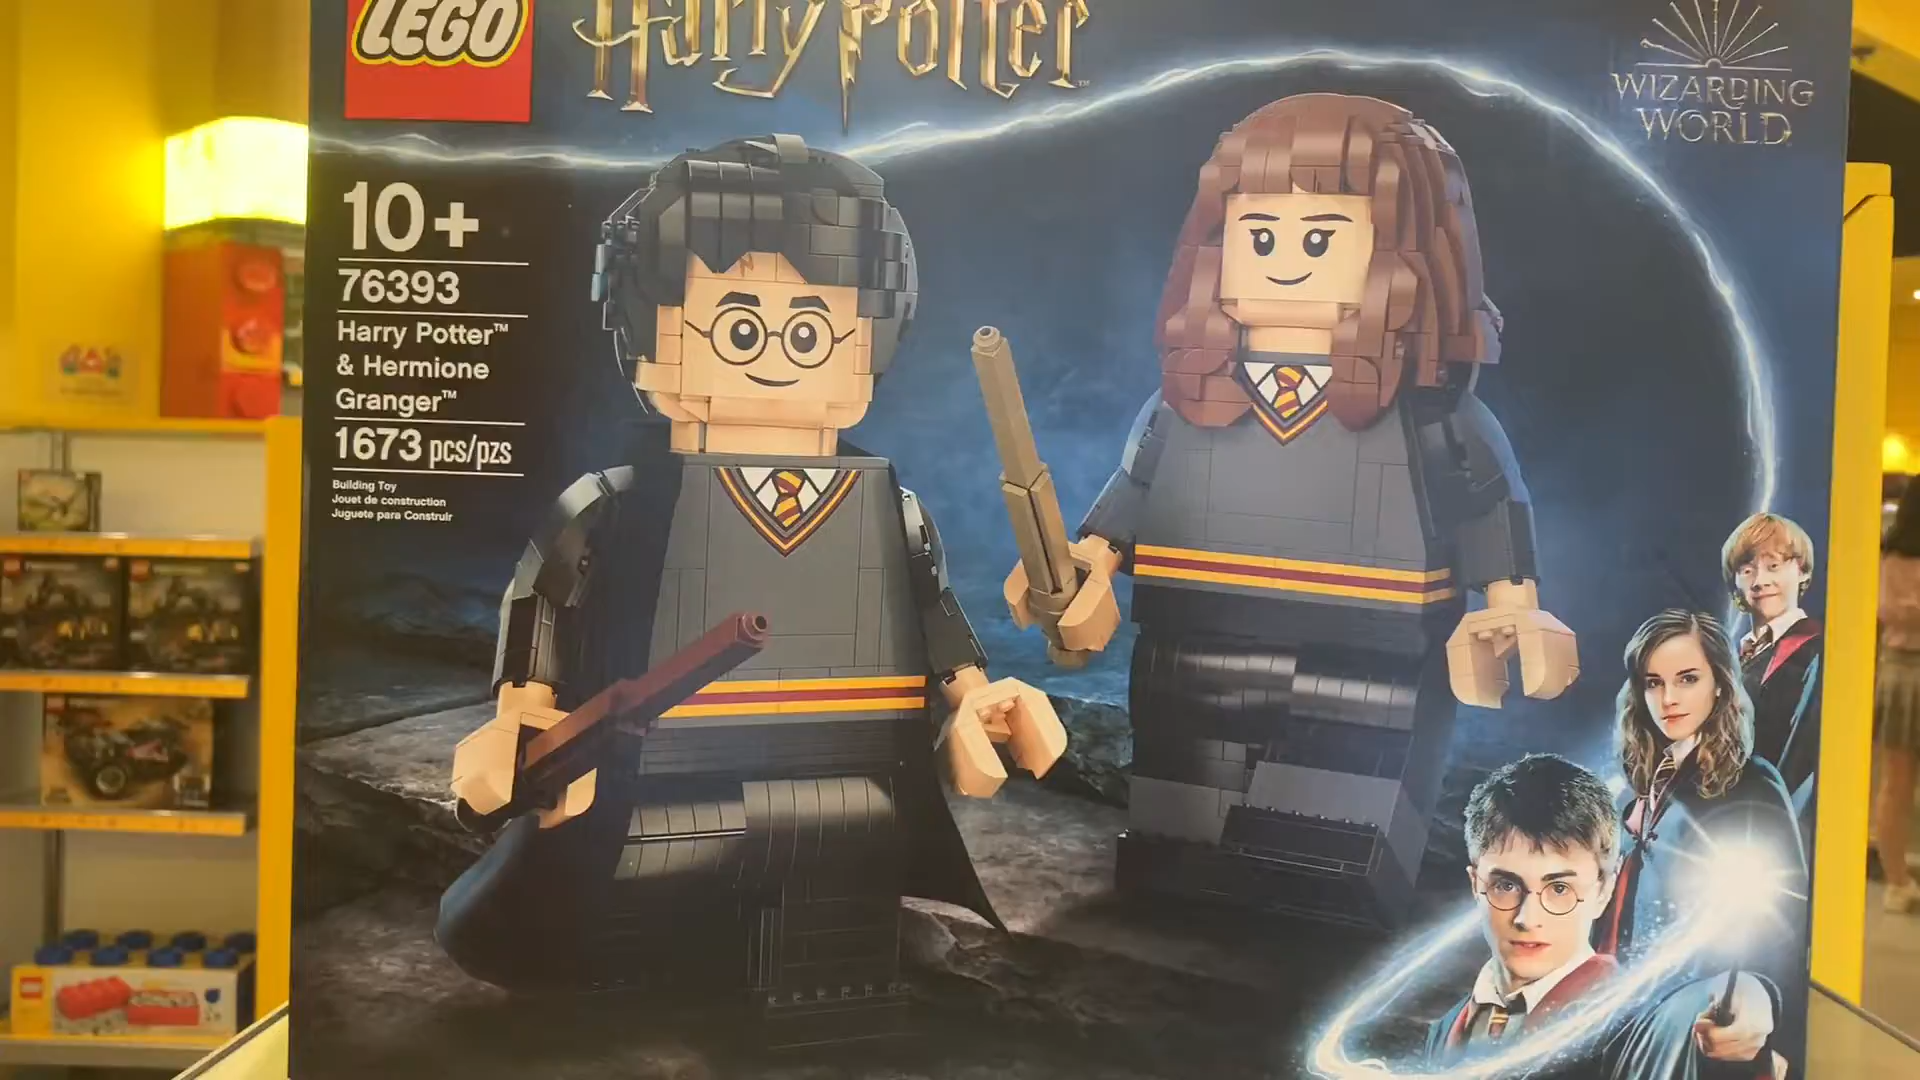 LEGO
Harry Potter™
WIZARDING
WORLD
10+
76393
Harry Potter™
& Hermione
Granger™
1673 pcs/pzs
Building Toy
Jouet de construction
Juguete para Construir